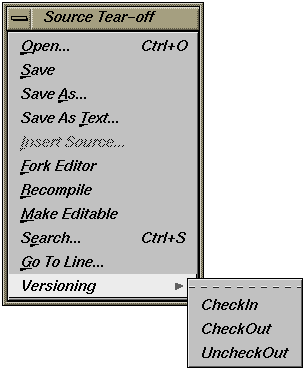 Source Tear-off
Open... Ctrl+O
Save
Save As...
Save As Text...
Insert Source...
Fork Editor
Recompile
Make Editable
Search... Ctrl+S
Go To Line...
Versioning
CheckIn
CheckOut
UncheckOut